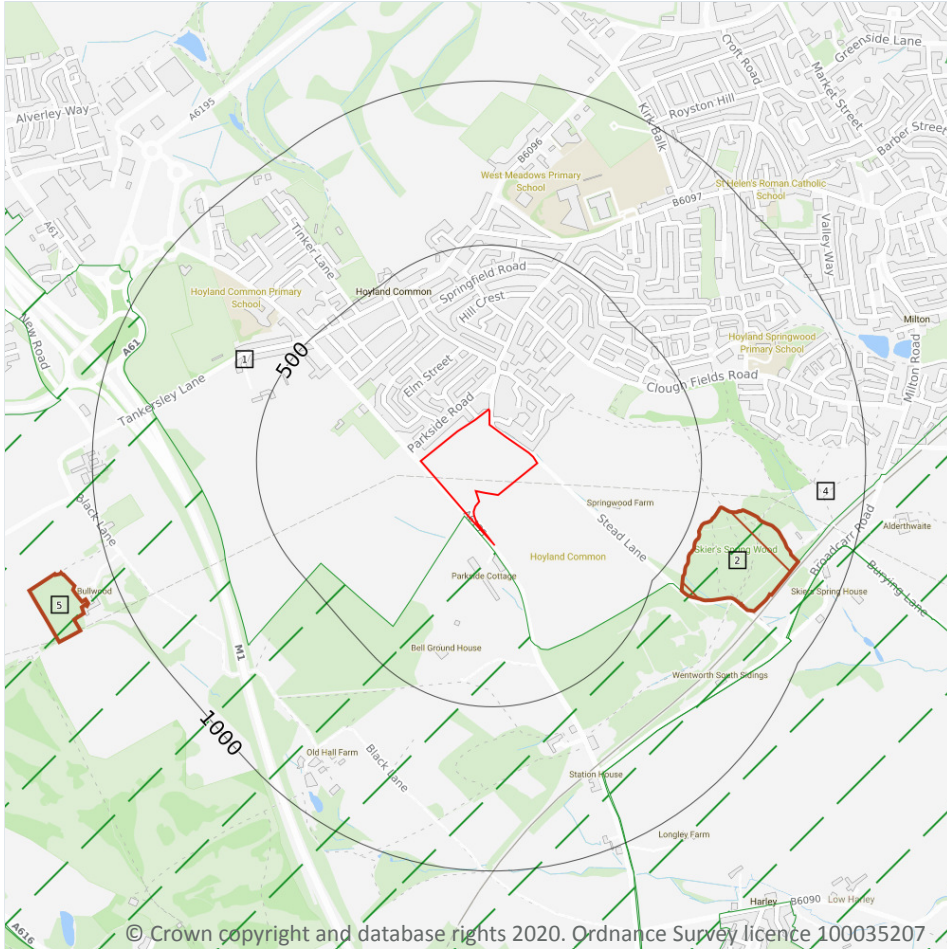 Croft Road
Greenside Lane
Market Street
A6195
Alverley Way
Kirk Balk
Royston Hill
Barber Street
B6096
West Meadows Primary
School
St Helen's Roman Catholic
School
B6097
A61
Tinker Lane
Valley Way
Springfield Road
Hoyland Common Primary
School
Hoyland Common
Hill Crest
New Road
A61
Milton
Hoyland Springwood
Primary School
1
500
Elm Street
Clough Fields Road
Milton Road
Tankersley Lane
Parkside Road
4
Black Lane
Springwood Farm
Stead Lane
Alderthwaite
Broadcarr Road
Skier's Spring Wood
2
Hoyland Common
Burying Lane
Parkside Cottage
Bullwood
5
Skier's Spring House
M1
Bell Ground House
Wentworth South Sidings
1000
Old Hall Farm
Black Lane
Station House
Longley Farm
Harley
B6090
Low Harley
A616
© Crown copyright and database rights 2020. Ordnance Survey licence 100035207.